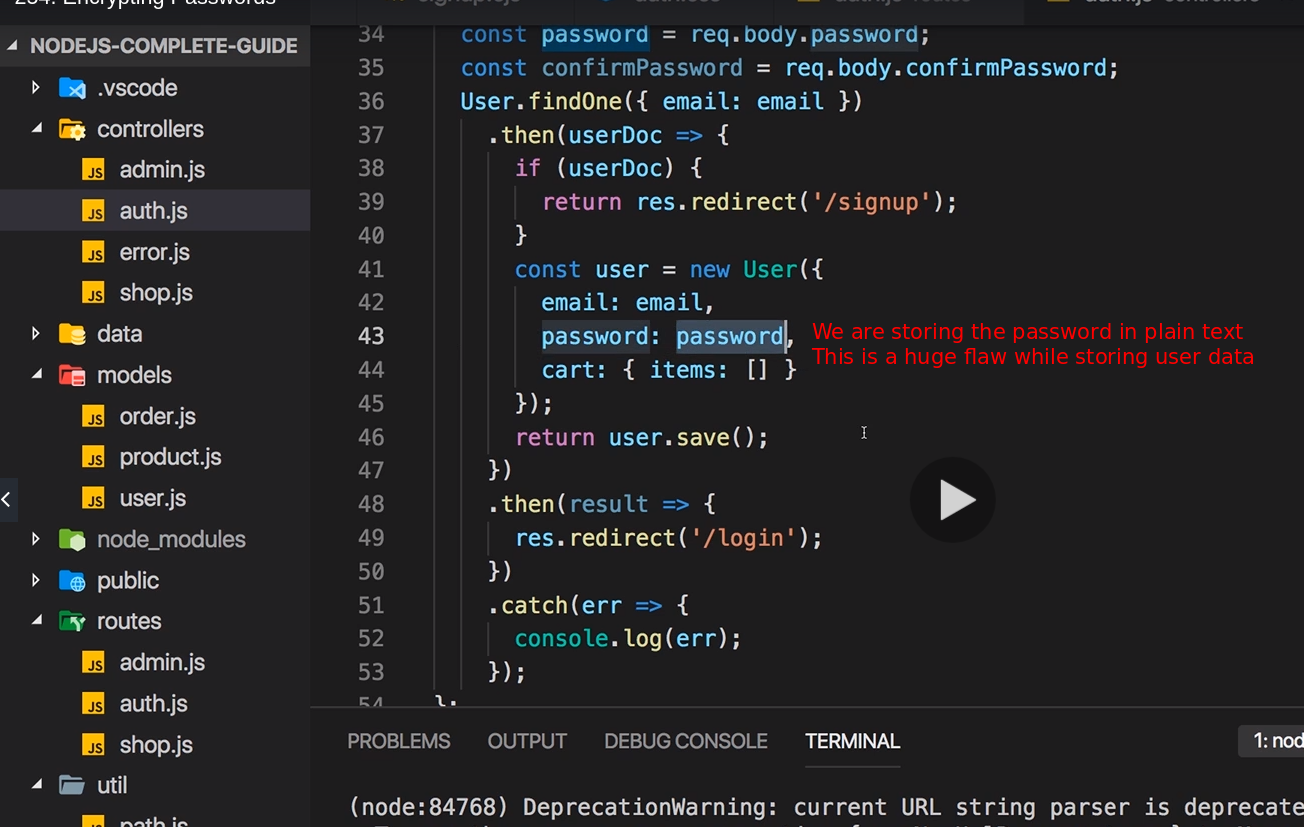 234. Encrypting Passwords
NODEJS-COMPLETE-GUIDE
.vscode
controllers
admin.js
auth.js
error.js
shop.js
data
models
order.js
product.js
user.js
node_modules
public
routes
admin.js
auth.js
shop.js
util
path.js
34 const password = req.body.password;
35 const confirmPassword = req.body.confirmPassword;
36 User.findOne({ email: email })
37 .then(userDoc => {
38 if (userDoc) {
39 return res.redirect('/signup');
40 }
41 const user = new User({
42 email: email,
43 password: password,
We are storing the password in plain text
This is a huge flaw while storing user data
44 cart: { items: [] }
45 });
46 return user.save();
47 })
48 .then(result => {
49 res.redirect('/login');
50 })
51 .catch(err => {
52 console.log(err);
53 });
54 };
PROBLEMS OUTPUT DEBUG CONSOLE TERMINAL 1: nod
(node:84768) DeprecationWarning: current URL string parser is deprecate